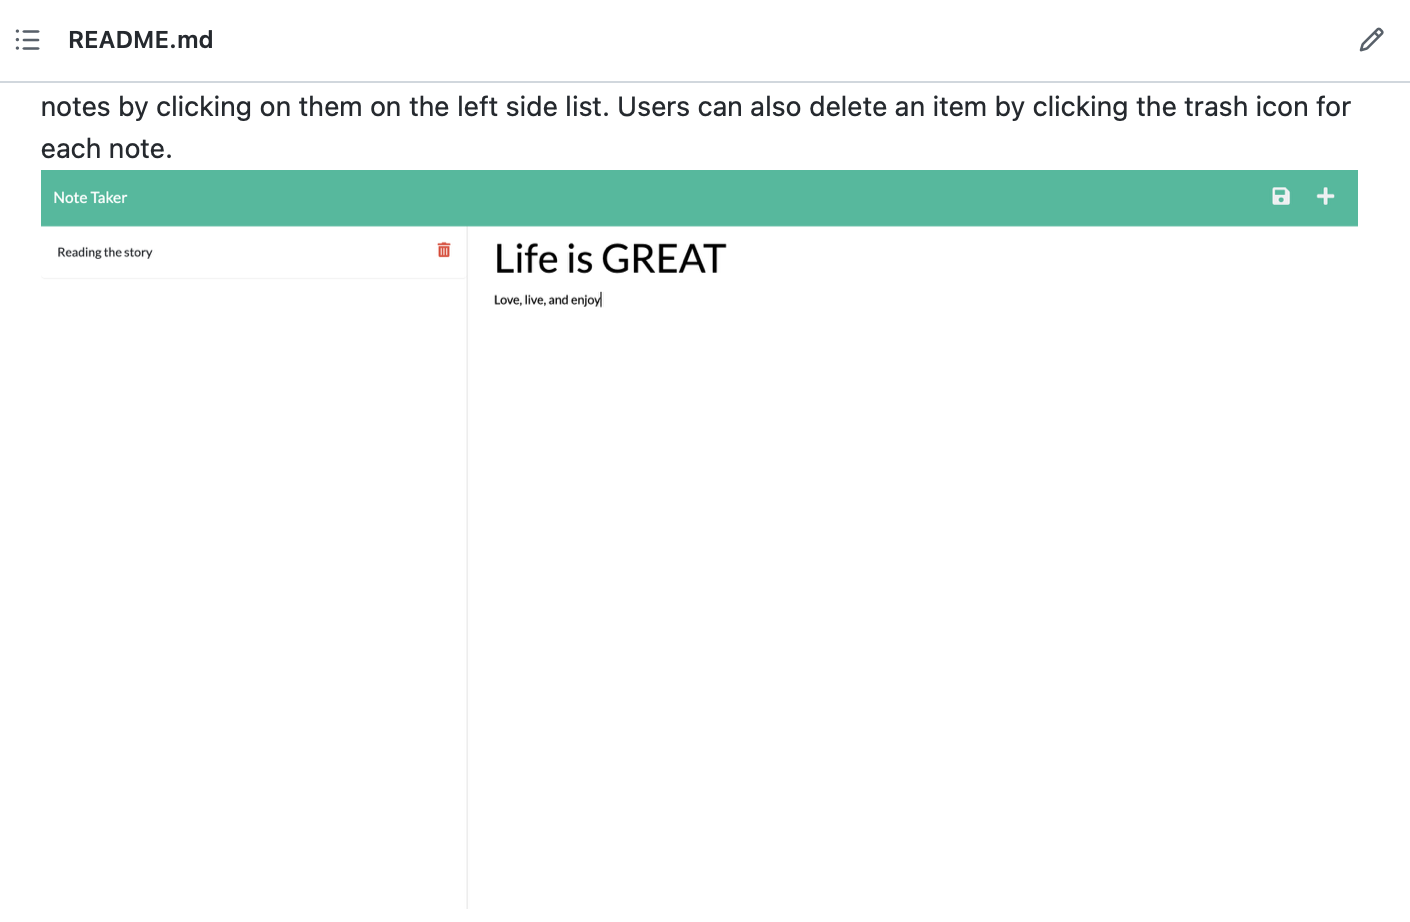 README.md
notes by clicking on them on the left side list. Users can also delete an item by clicking the trash icon for
each note.
Note Taker
Reading the story
Life is GREAT
Love, live, and enjoy